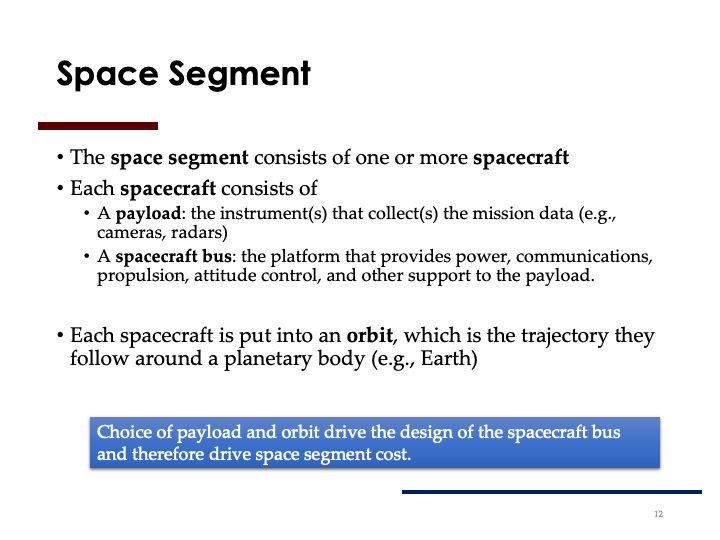 Space Segment
• The space segment consists of one or more spacecraft
• Each spacecraft consists of
• A payload: the instrument(s) that collect(s) the mission data (e.g.,
cameras, radars)
• A spacecraft bus: the platform that provides power, communications,
propulsion, attitude control, and other support to the payload.
• Each spacecraft is put into an orbit, which is the trajectory they
follow around a planetary body (e.g., Earth)
Choice of payload and orbit drive the design of the spacecraft bus
and therefore drive space segment cost.
12